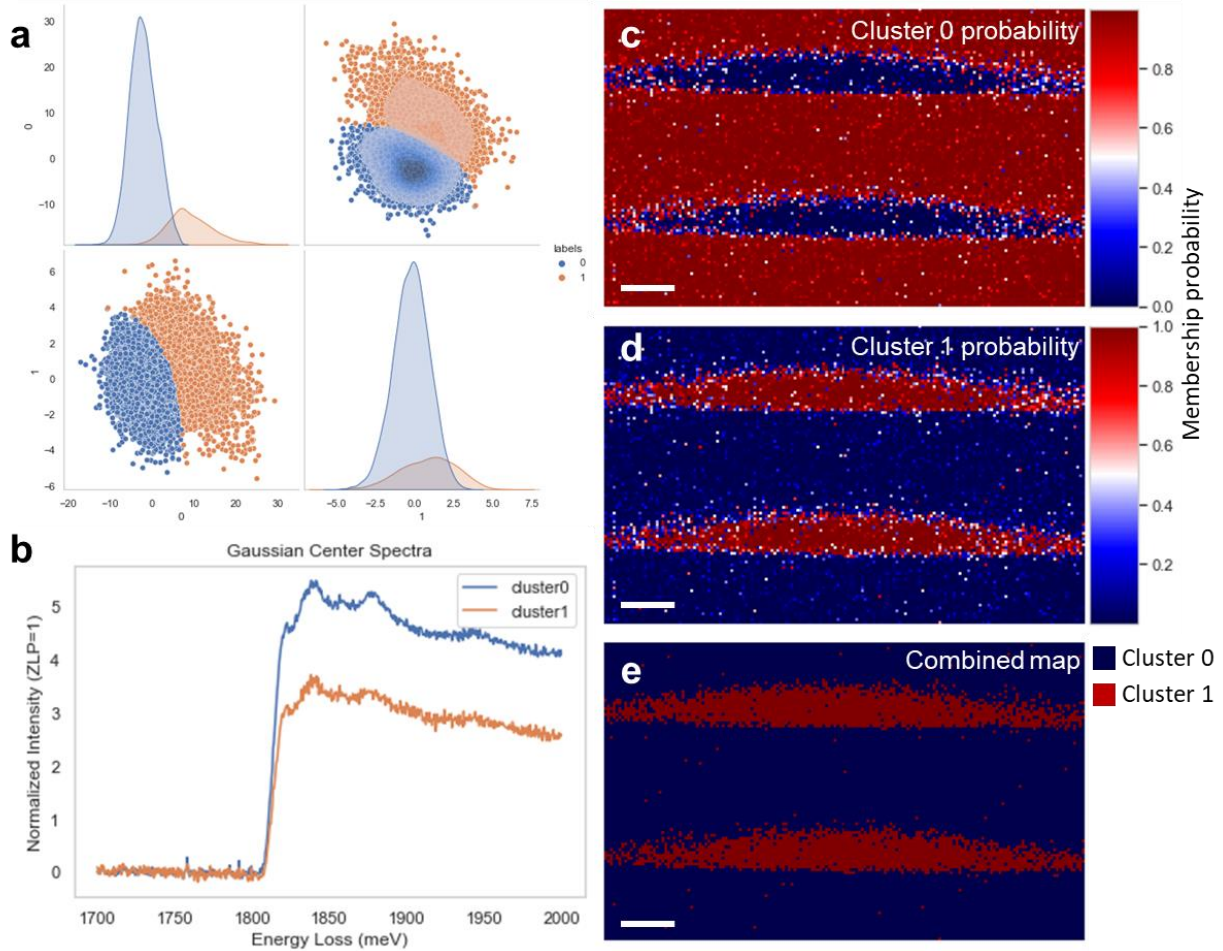 a
30
25
20
15
10
5
0
−5
−10
0
labels
0
1
6
4
2
0
−2
−4
−6
1
−20 −10 0 10 20 30
0
−5.0 −2.5 0.0 2.5 5.0 7.5
1
b
Gaussian Center Spectra
cluster0
cluster1
5
4
3
2
1
0
Normalized Intensity (ZLP=1)
1700 1750 1800 1850 1900 1950 2000
Energy Loss (meV)
c
Cluster 0 probability
0.8
0.6
0.4
0.2
0.0
d
Cluster 1 probability
1.0
0.8
0.6
0.4
0.2
Membership probability
e
Combined map
Cluster 0
Cluster 1